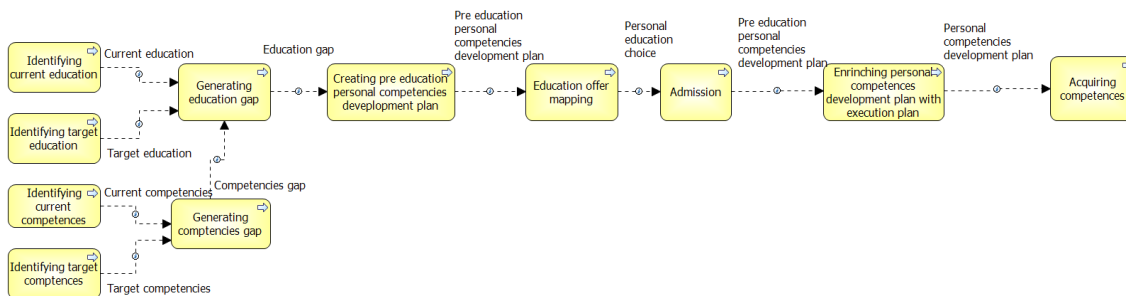 Identifying
current education
Current education
Identifying target
education
Target education
Generating
education gap
Education gap
Identifying
current
competences
Current competencies
Identifying target
comptences
Target competencies
Generating
comptencies gap
Competencies gap
Creating pre education
personal competencies
deveplopment plan
Pre education
personal
competencies
development plan
Education offer
mapping
Personal
education
choice
Admission
Pre education
personal
competencies
development plan
Enrinching personal
competences
development plan with
execution plan
Personal
competencies
development plan
Acquiring
competences